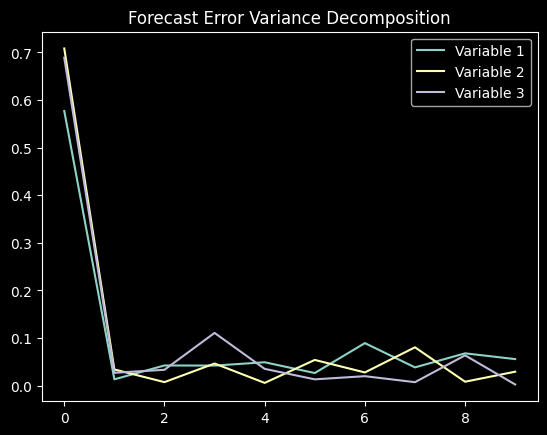 Forecast Error Variance Decomposition
Variable 1
Variable 2
Variable 3
0.7
0.6
0.5
0.4
0.3
0.2
0.1
0.0
0 2 4 6 8